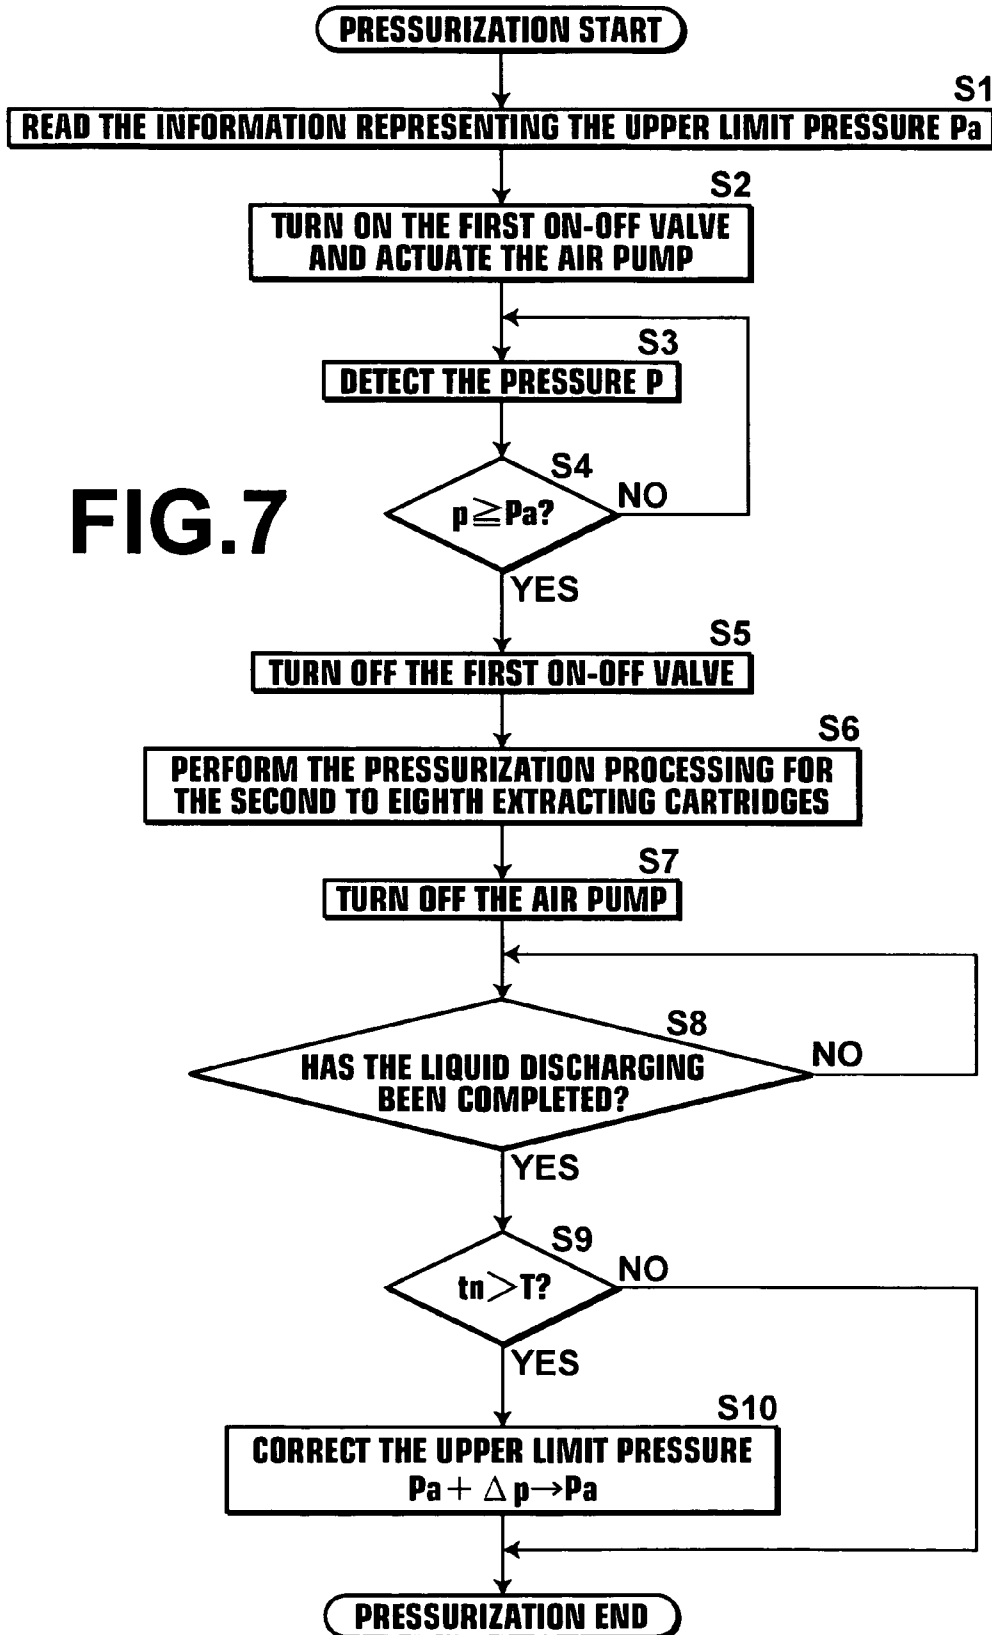 PRESSURIZATION START
S1
READ THE INFORMATION REPRESENTING THE UPPER LIMIT PRESSURE Pa
S2
TURN ON THE FIRST ON-OFF VALVE
AND ACTUATE THE AIR PUMP
S3
DETECT THE PRESSURE P
S4
p≧Pa?
NO
FIG.7
YES
S5
TURN OFF THE FIRST ON-OFF VALVE
S6
PERFORM THE PRESSURIZATION PROCESSING FOR
THE SECOND TO EIGHTH EXTRACTING CARTRIDGES
S7
TURN OFF THE AIR PUMP
S8
HAS THE LIQUID DISCHARGING
BEEN COMPLETED?
NO
YES
S9
tn>T?
NO
YES
S10
CORRECT THE UPPER LIMIT PRESSURE
Pa+Δp→Pa
PRESSURIZATION END